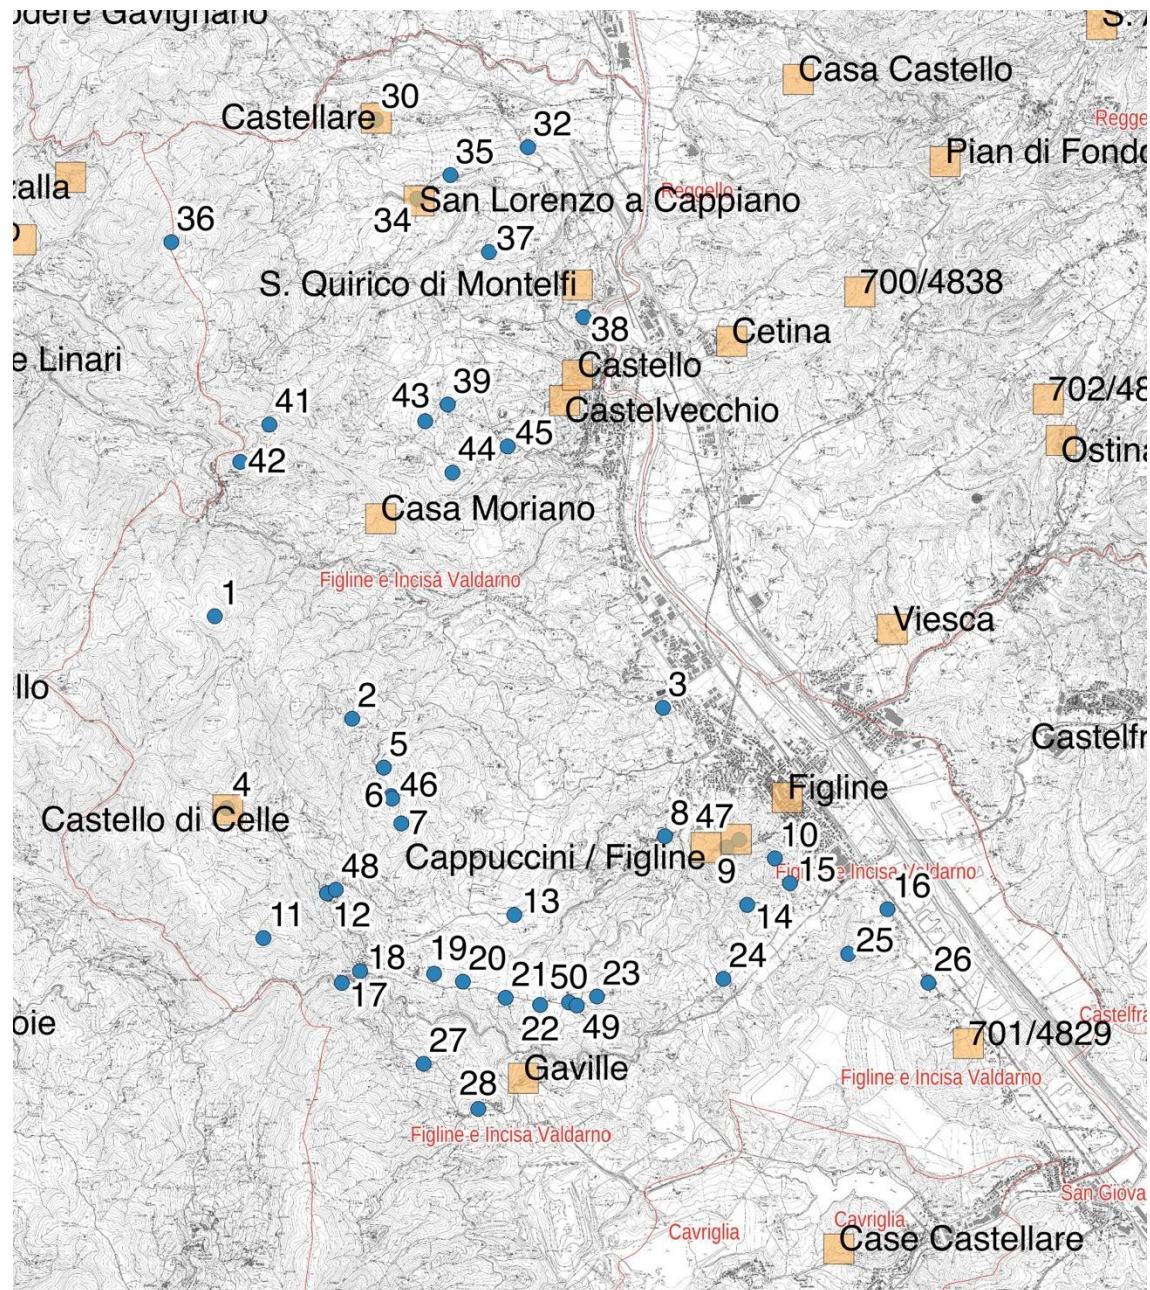 Casa Castello
30
Castellare
Regge
32
35
Pian di Fondo
Reggello
34
San Lorenzo a Cappiano
36
37
S. Quirico di Montelfi
700/4838
38
Cetina
e Linari
Castello
702/48
39
43
41
Castelvecchio
45
44
Ostina
42
Casa Moriano
Figline e Incisa Valdarno
1
Viesca
llo
2
3
5
Castelfr
4
46
6
Figline
Castello di Celle
7
8
47
10
Cappuccini / Figline
9
Figline e Incisa Valdarno
15
48
12
13
16
11
14
18
19
20
24
25
26
17
21
50
23
22
49
oie
Castelfra
701/4829
27
Gaville
28
Figline e Incisa Valdarno
Figline e Incisa Valdarno
San Giova
Cavriglia
Cavriglia
Case Castellare